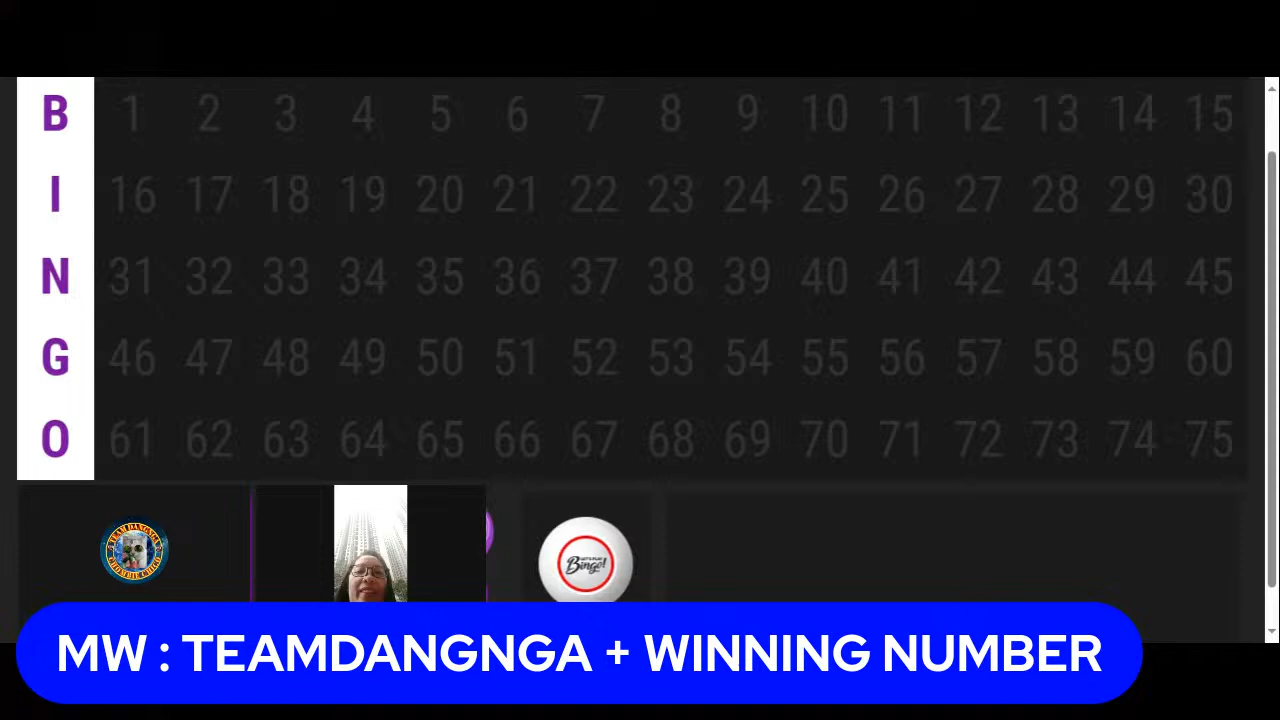 B 1 2 3 4 5 6 7 8 9 10 11 12 13 14 15
I 16 17 18 19 20 21 22 23 24 25 26 27 28 29 30
N 31 32 33 34 35 36 37 38 39 40 41 42 43 44 45
G 46 47 48 49 50 51 52 53 54 55 56 57 58 59 60
O 61 62 63 64 65 66 67 68 69 70 71 72 73 74 75
TEAM DANGNGA
LET'S PLAY
Bingo!
MW : TEAMDANGNGA + WINNING NUMBER